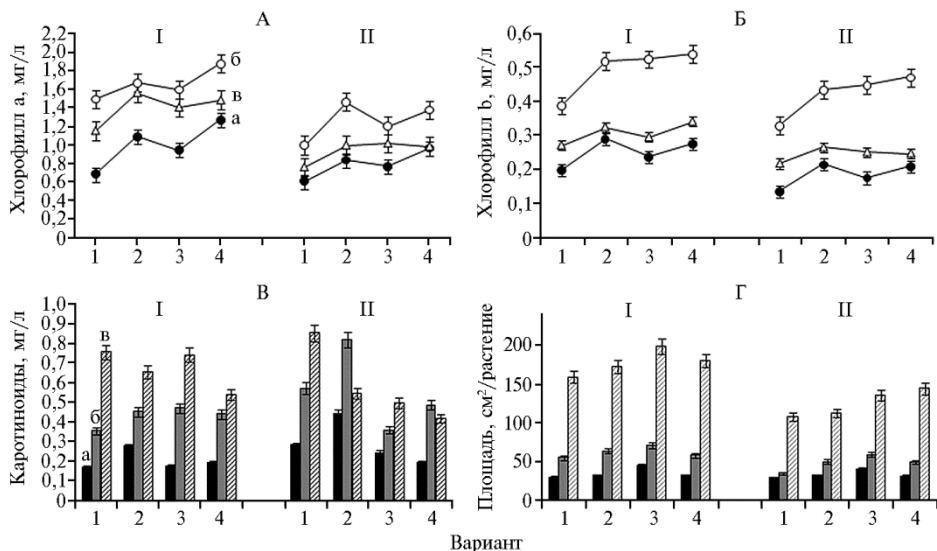 А
I
II
Хлорофилл a, мг/л
2,2
2,0
1,8
1,6
1,4
1,2
1,0
0,8
0,6
0,4
0,2
0
б
в
а
1 2 3 4 1 2 3 4
Б
I
II
Хлорофилл b, мг/л
0,6
0,5
0,4
0,3
0,2
0,1
0
1 2 3 4 1 2 3 4
В
I
II
Каротиноиды, мг/л
1,0
0,9
0,8
0,7
0,6
0,5
0,4
0,3
0,2
0,1
0
в
б
а
1 2 3 4 1 2 3 4
Г
I
II
Площадь, см²/растение
200
150
100
50
0
1 2 3 4 1 2 3 4
Вариант